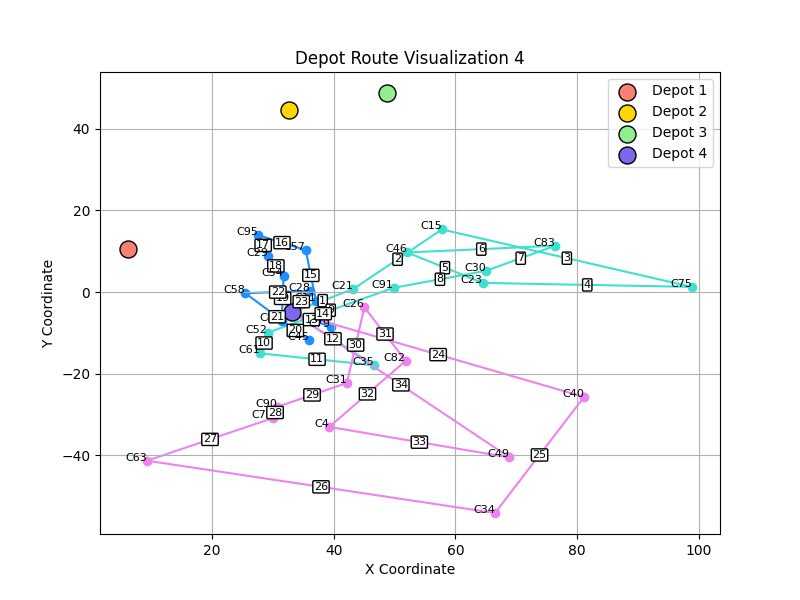 Depot Route Visualization 4
Depot 1
Depot 2
Depot 3
Depot 4
Y Coordinate
40
20
0
−20
−40
20
40
60
80
100
X Coordinate
C15
C95
C46
C83
C30
C23
C75
C91
C21
C58
C28
C26
C52
C61
C35
C82
C31
C40
C90
C4
C63
C49
C34
1
2
3
4
5
6
7
8
10
11
12
14
15
16
17
18
20
21
22
23
24
25
26
27
28
29
30
31
32
33
34